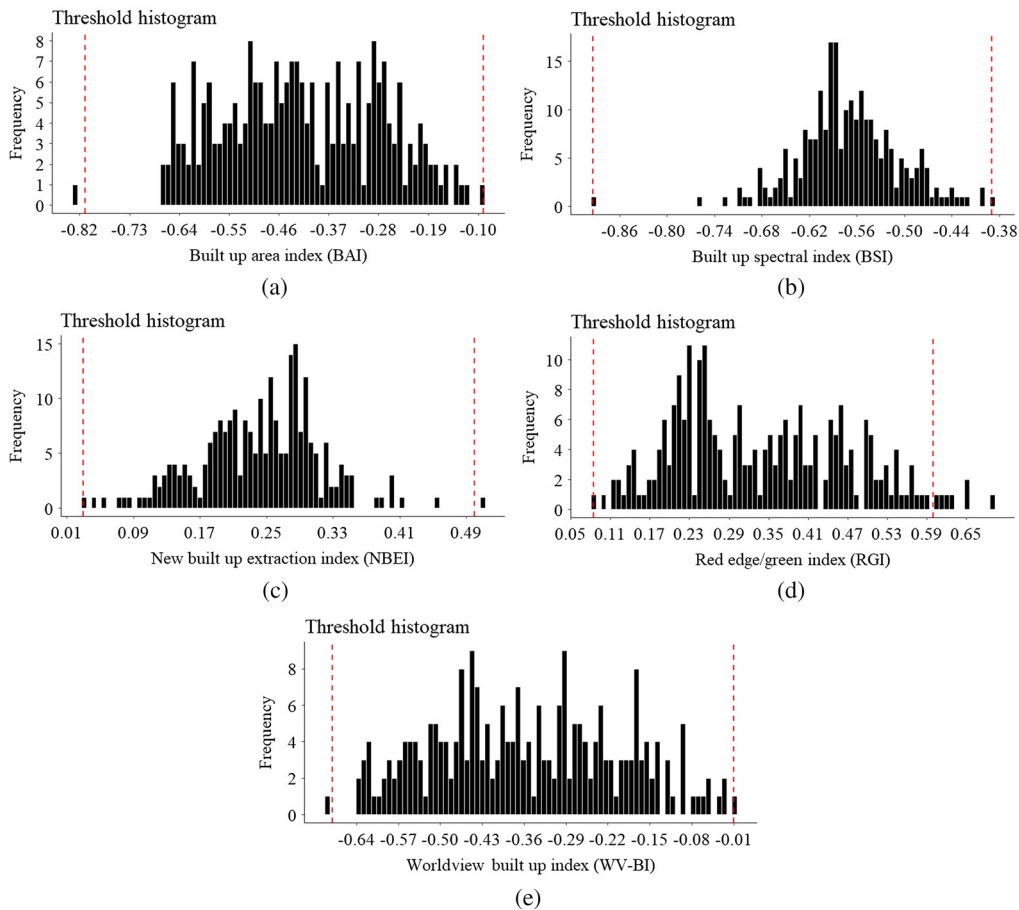 Threshold histogram
Frequency
8
7
6
5
4
3
2
1
0
-0.82 -0.73 -0.64 -0.55 -0.46 -0.37 -0.28 -0.19 -0.10
Built up area index (BAI)
(a)
Threshold histogram
Frequency
15
10
5
0
-0.86 -0.80 -0.74 -0.68 -0.62 -0.56 -0.50 -0.44 -0.38
Built up spectral index (BSI)
(b)
Threshold histogram
Frequency
15
10
5
0
0.01 0.09 0.17 0.25 0.33 0.41 0.49
New built up extraction index (NBEI)
(c)
Threshold histogram
Frequency
10
8
6
4
2
0
0.05 0.11 0.17 0.23 0.29 0.35 0.41 0.47 0.53 0.59 0.65
Red edge/green index (RGI)
(d)
Threshold histogram
Frequency
8
6
4
2
0
-0.64 -0.57 -0.50 -0.43 -0.36 -0.29 -0.22 -0.15 -0.08 -0.01
Worldview built up index (WV-BI)
(e)